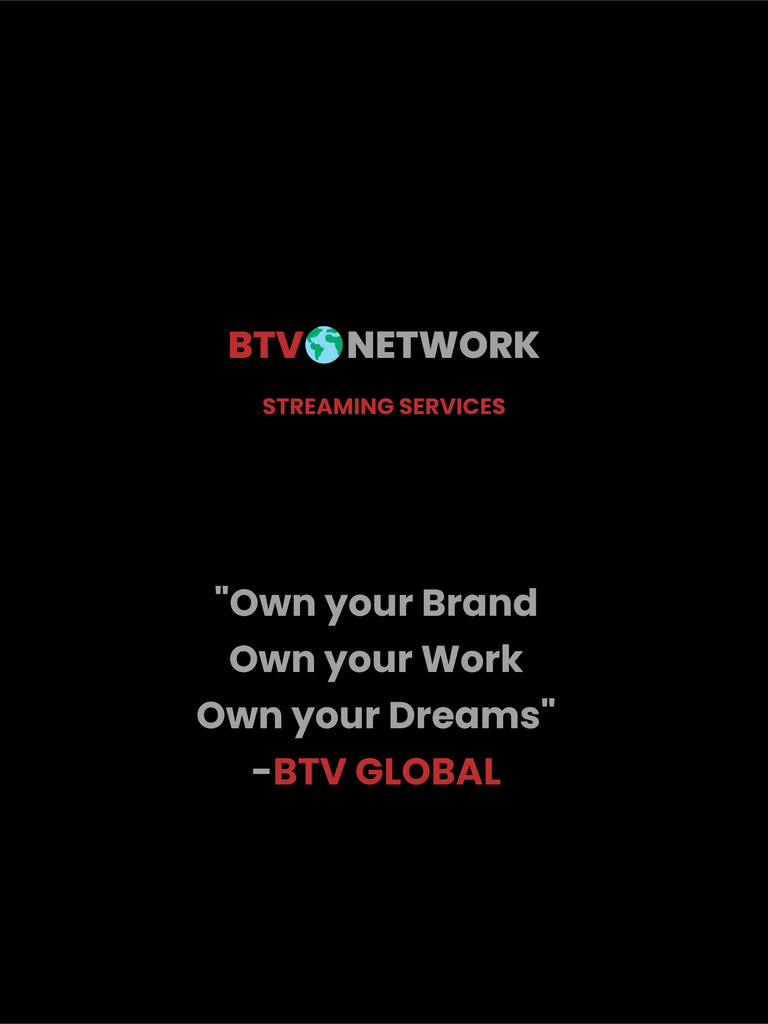 BTV🌍NETWORK
STREAMING SERVICES
"Own your Brand
Own your Work
Own your Dreams"
-BTV GLOBAL